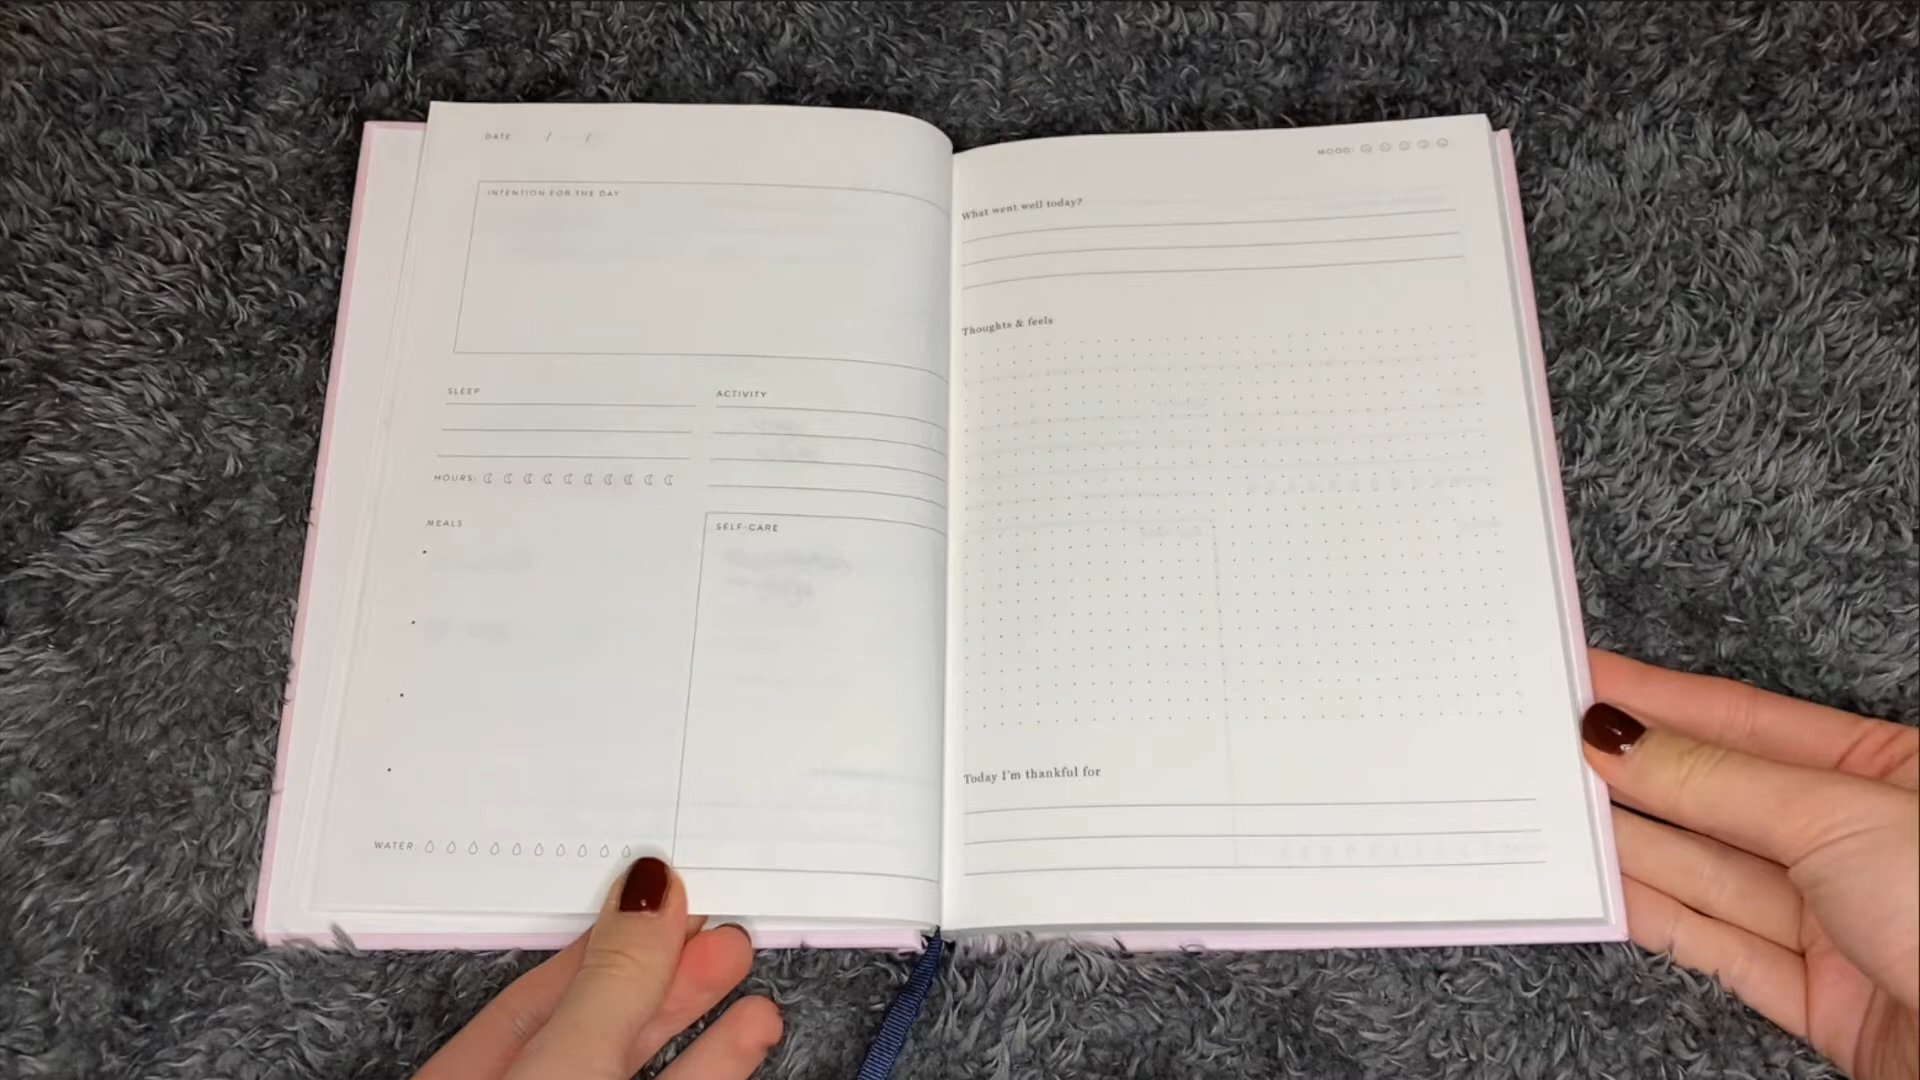 DATE / /
INTENTION FOR THE DAY
SLEEP
ACTIVITY
HOURS:
MEALS
SELF-CARE
WATER:
MOOD:
What went well today?
Thoughts & feels
Today I'm thankful for